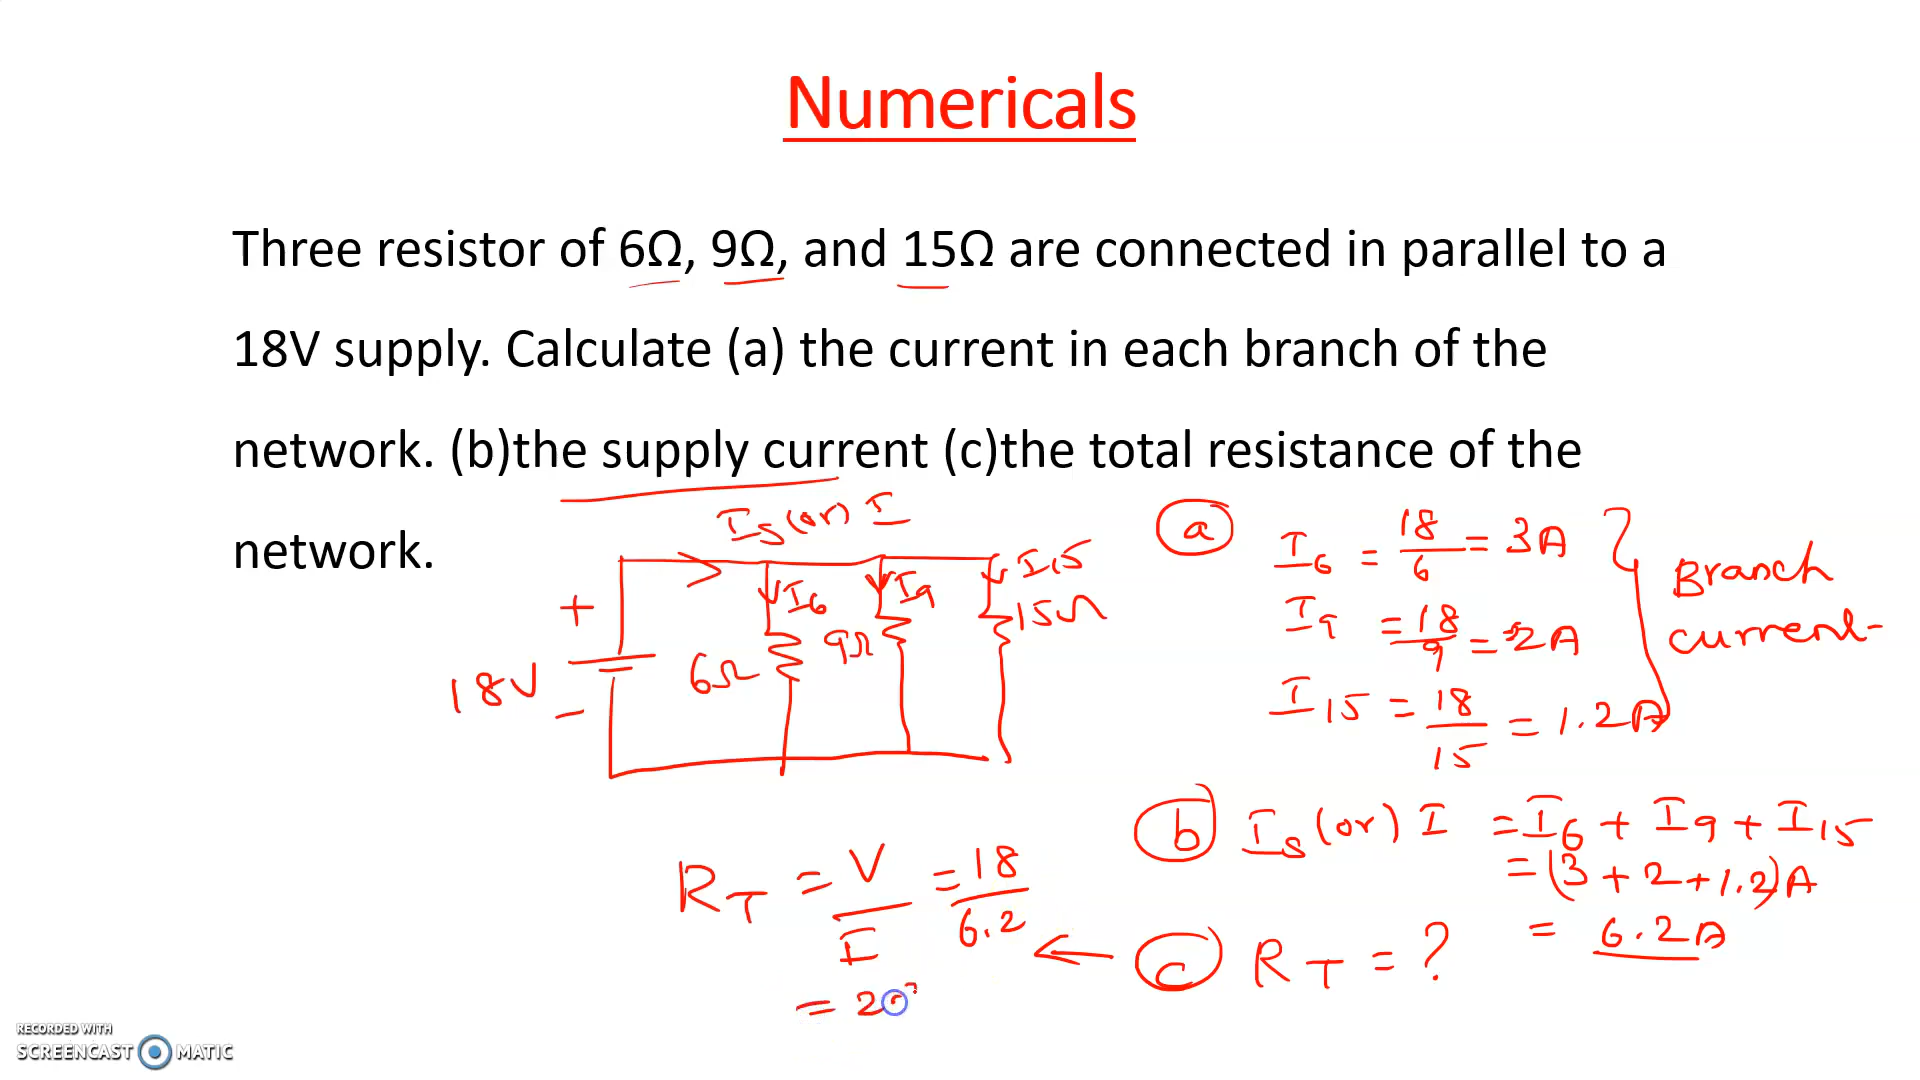 Numericals
Three resistor of 6Ω, 9Ω, and 15Ω are connected in parallel to a
18V supply. Calculate (a) the current in each branch of the
network. (b)the supply current (c)the total resistance of the
network.
Is (or) I
+
18V
-
I6
6Ω
I9
9Ω
I15
15Ω
a
I6 = 18/6 = 3A
I9 = 18/9 = 2A
I15 = 18/15 = 1.2A
Branch
current
b Is (or) I = I6 + I9 + I15
= (3 + 2 + 1.2) A
= 6.2A
c RT = ?
RT = V/I = 18/6.2
= 2
RECORDED WITH
SCREENCAST MATIC